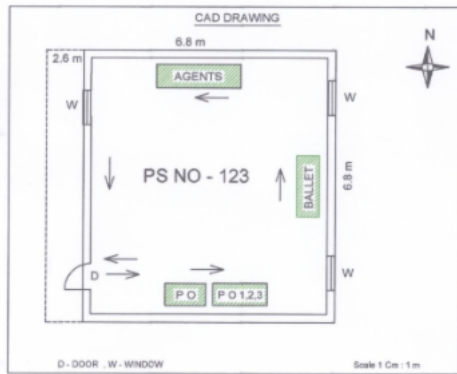 CAD DRAWING
6.8 m
N
2.6 m
AGENTS
W
W
PS NO - 123
BALLET
6.8 m
D
W
P O
P O 1,2,3
D - DOOR , W - WINDOW
Scale 1 Cm : 1 m